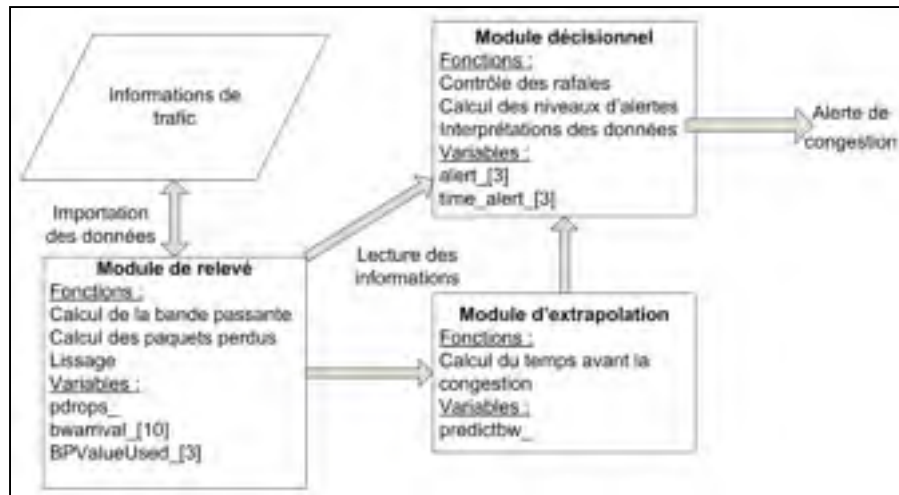 Informations de
trafic
Importation
des données
Module de relevé
Fonctions :
Calcul de la bande passante
Calcul des paquets perdus
Lissage
Variables :
pdrops_
bwarrival_[10]
BPValueUsed_[3]
Module décisionnel
Fonctions :
Contrôle des rafales
Calcul des niveaux d'alertes
Interprétations des données
Variables :
alert_[3]
time_alert_[3]
Alerte de
congestion
Lecture des
informations
Module d'extrapolation
Fonctions :
Calcul du temps avant la
congestion
Variables :
predictbw_